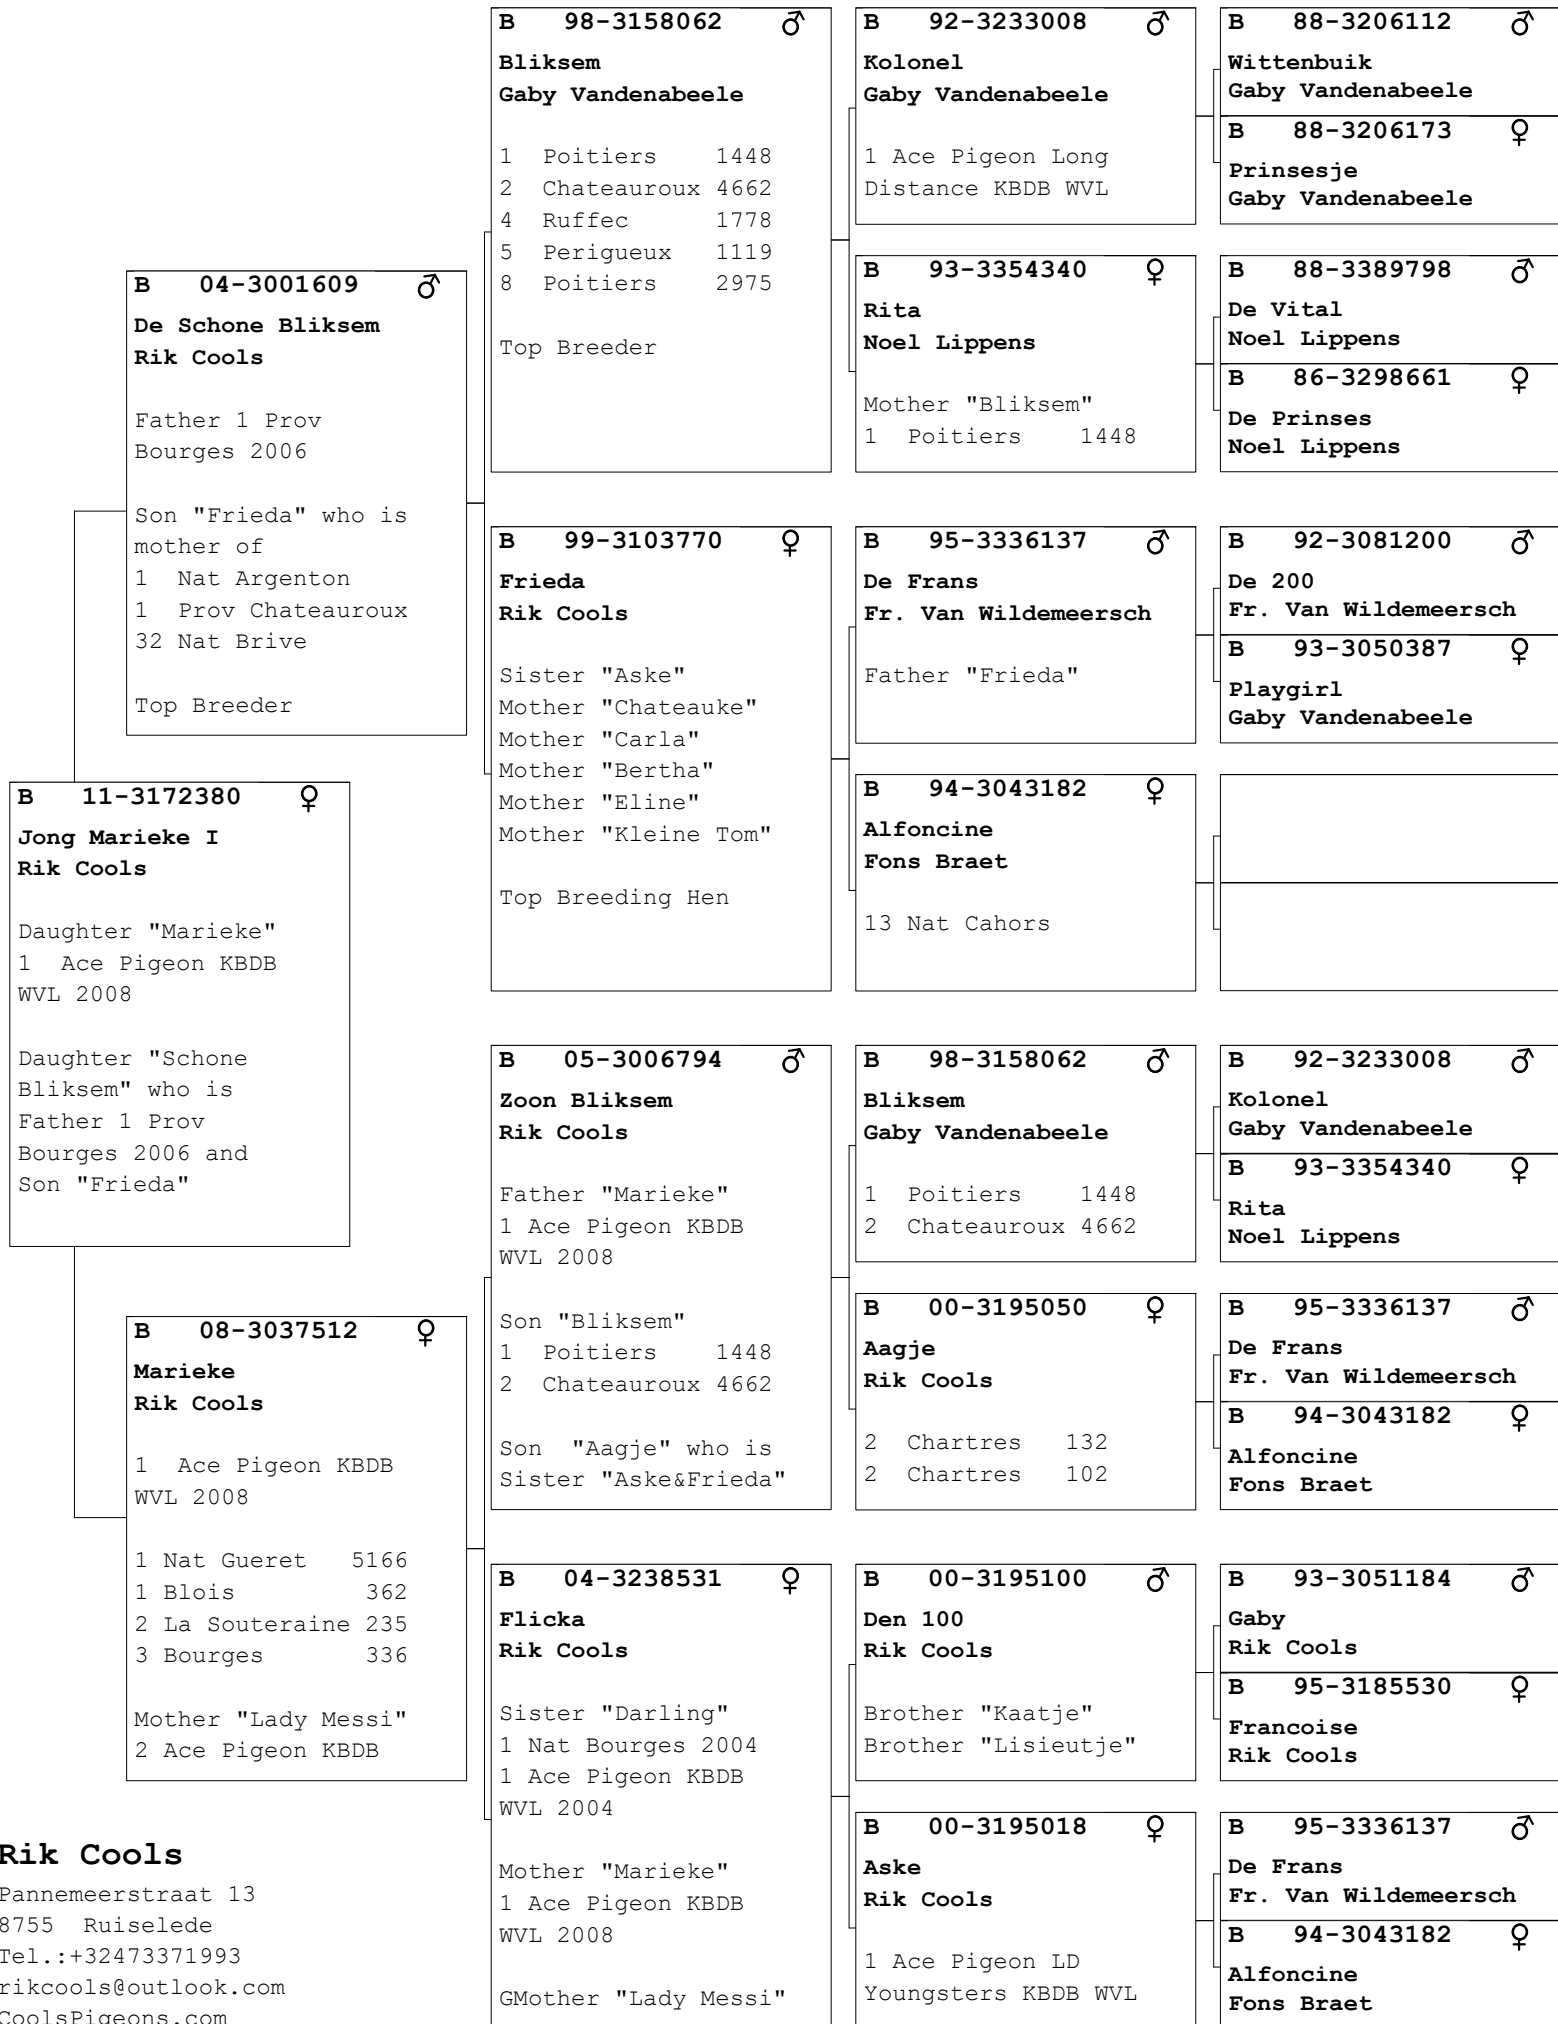 B 98-3158062 ♂
Bliksem
Gaby Vandenabeele
1 Poitiers 1448
2 Chateauroux 4662
4 Ruffec 1778
5 Perigueux 1119
8 Poitiers 2975
Top Breeder
B 92-3233008 ♂
Kolonel
Gaby Vandenabeele
1 Ace Pigeon Long
Distance KBDB WVL
B 88-3206112 ♂
Wittenbuik
Gaby Vandenabeele
B 88-3206173 ♀
Prinsesje
Gaby Vandenabeele
B 93-3354340 ♀
Rita
Noel Lippens
Mother "Bliksem"
1 Poitiers 1448
B 88-3389798 ♂
De Vital
Noel Lippens
B 86-3298661 ♀
De Prinses
Noel Lippens
B 04-3001609 ♂
De Schone Bliksem
Rik Cools
Father 1 Prov
Bourges 2006
Son "Frieda" who is
mother of
1 Nat Argenton
1 Prov Chateauroux
32 Nat Brive
Top Breeder
B 99-3103770 ♀
Frieda
Rik Cools
Sister "Aske"
Mother "Chateauke"
Mother "Carla"
Mother "Bertha"
Mother "Eline"
Mother "Kleine Tom"
Top Breeding Hen
B 95-3336137 ♂
De Frans
Fr. Van Wildemeersch
Father "Frieda"
B 92-3081200 ♂
De 200
Fr. Van Wildemeersch
B 93-3050387 ♀
Playgirl
Gaby Vandenabeele
B 94-3043182 ♀
Alfoncine
Fons Braet
13 Nat Cahors
B 11-3172380 ♀
Jong Marieke I
Rik Cools
Daughter "Marieke"
1 Ace Pigeon KBDB
WVL 2008
Daughter "Schone
Bliksem" who is
Father 1 Prov
Bourges 2006 and
Son "Frieda"
B 05-3006794 ♂
Zoon Bliksem
Rik Cools
Father "Marieke"
1 Ace Pigeon KBDB
WVL 2008
Son "Bliksem"
1 Poitiers 1448
2 Chateauroux 4662
Son "Aagje" who is
Sister "Aske&Frieda"
B 98-3158062 ♂
Bliksem
Gaby Vandenabeele
1 Poitiers 1448
2 Chateauroux 4662
B 92-3233008 ♂
Kolonel
Gaby Vandenabeele
B 93-3354340 ♀
Rita
Noel Lippens
B 00-3195050 ♀
Aagje
Rik Cools
2 Chartres 132
2 Chartres 102
B 95-3336137 ♂
De Frans
Fr. Van Wildemeersch
B 94-3043182 ♀
Alfoncine
Fons Braet
B 08-3037512 ♀
Marieke
Rik Cools
1 Ace Pigeon KBDB
WVL 2008
1 Nat Gueret 5166
1 Blois 362
2 La Souteraine 235
3 Bourges 336
Mother "Lady Messi"
2 Ace Pigeon KBDB
B 04-3238531 ♀
Flicka
Rik Cools
Sister "Darling"
1 Nat Bourges 2004
1 Ace Pigeon KBDB
WVL 2004
Mother "Marieke"
1 Ace Pigeon KBDB
WVL 2008
GMother "Lady Messi"
B 00-3195100 ♂
Den 100
Rik Cools
Brother "Kaatje"
Brother "Lisieutje"
B 93-3051184 ♂
Gaby
Rik Cools
B 95-3185530 ♀
Francoise
Rik Cools
B 00-3195018 ♀
Aske
Rik Cools
1 Ace Pigeon LD
Youngsters KBDB WVL
B 95-3336137 ♂
De Frans
Fr. Van Wildemeersch
B 94-3043182 ♀
Alfoncine
Fons Braet
Rik Cools
Pannemeerstraat 13
8755 Ruiselede
Tel.:+32473371993
rikcools@outlook.com
CoolsPigeons.com